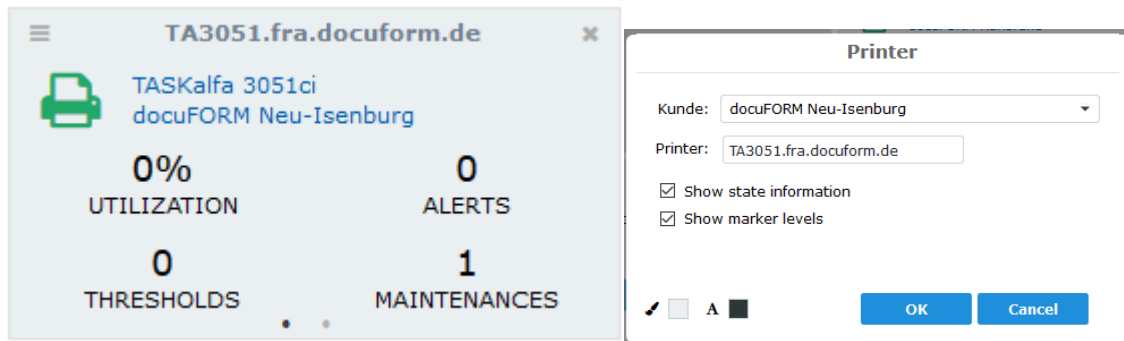 TA3051.fra.docuform.de
TASKalfa 3051ci
docuFORM Neu-Isenburg
0%
UTILIZATION
0
ALERTS
0
THRESHOLDS
1
MAINTENANCES
Printer
Kunde: docuFORM Neu-Isenburg
Printer: TA3051.fra.docuform.de
Show state information
Show marker levels
A
OK
Cancel